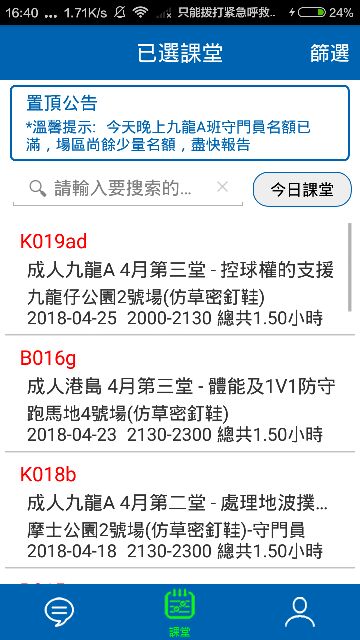 16:40 ... 1.71K/s 只能拨打紧急呼救... 24%
已選課堂 篩選
置頂公告
*溫馨提示: 今天晚上九龍A班守門員名額已
滿，場區尚餘少量名額，盡快報告
請輸入要搜索的... × 今日課堂
K019ad
成人九龍A 4月第三堂 - 控球權的支援
九龍仔公園2號場(仿草密釘鞋)
2018-04-25 2000-2130 總共1.50小時
B016g
成人港島 4月第三堂 - 體能及1V1防守
跑馬地4號場(仿草密釘鞋)
2018-04-23 2130-2300 總共1.50小時
K018b
成人九龍A 4月第二堂 - 處理地波撲...
摩士公園2號場(仿草密釘鞋)-守門員
2018-04-18 2130-2300 總共1.50小時
課堂